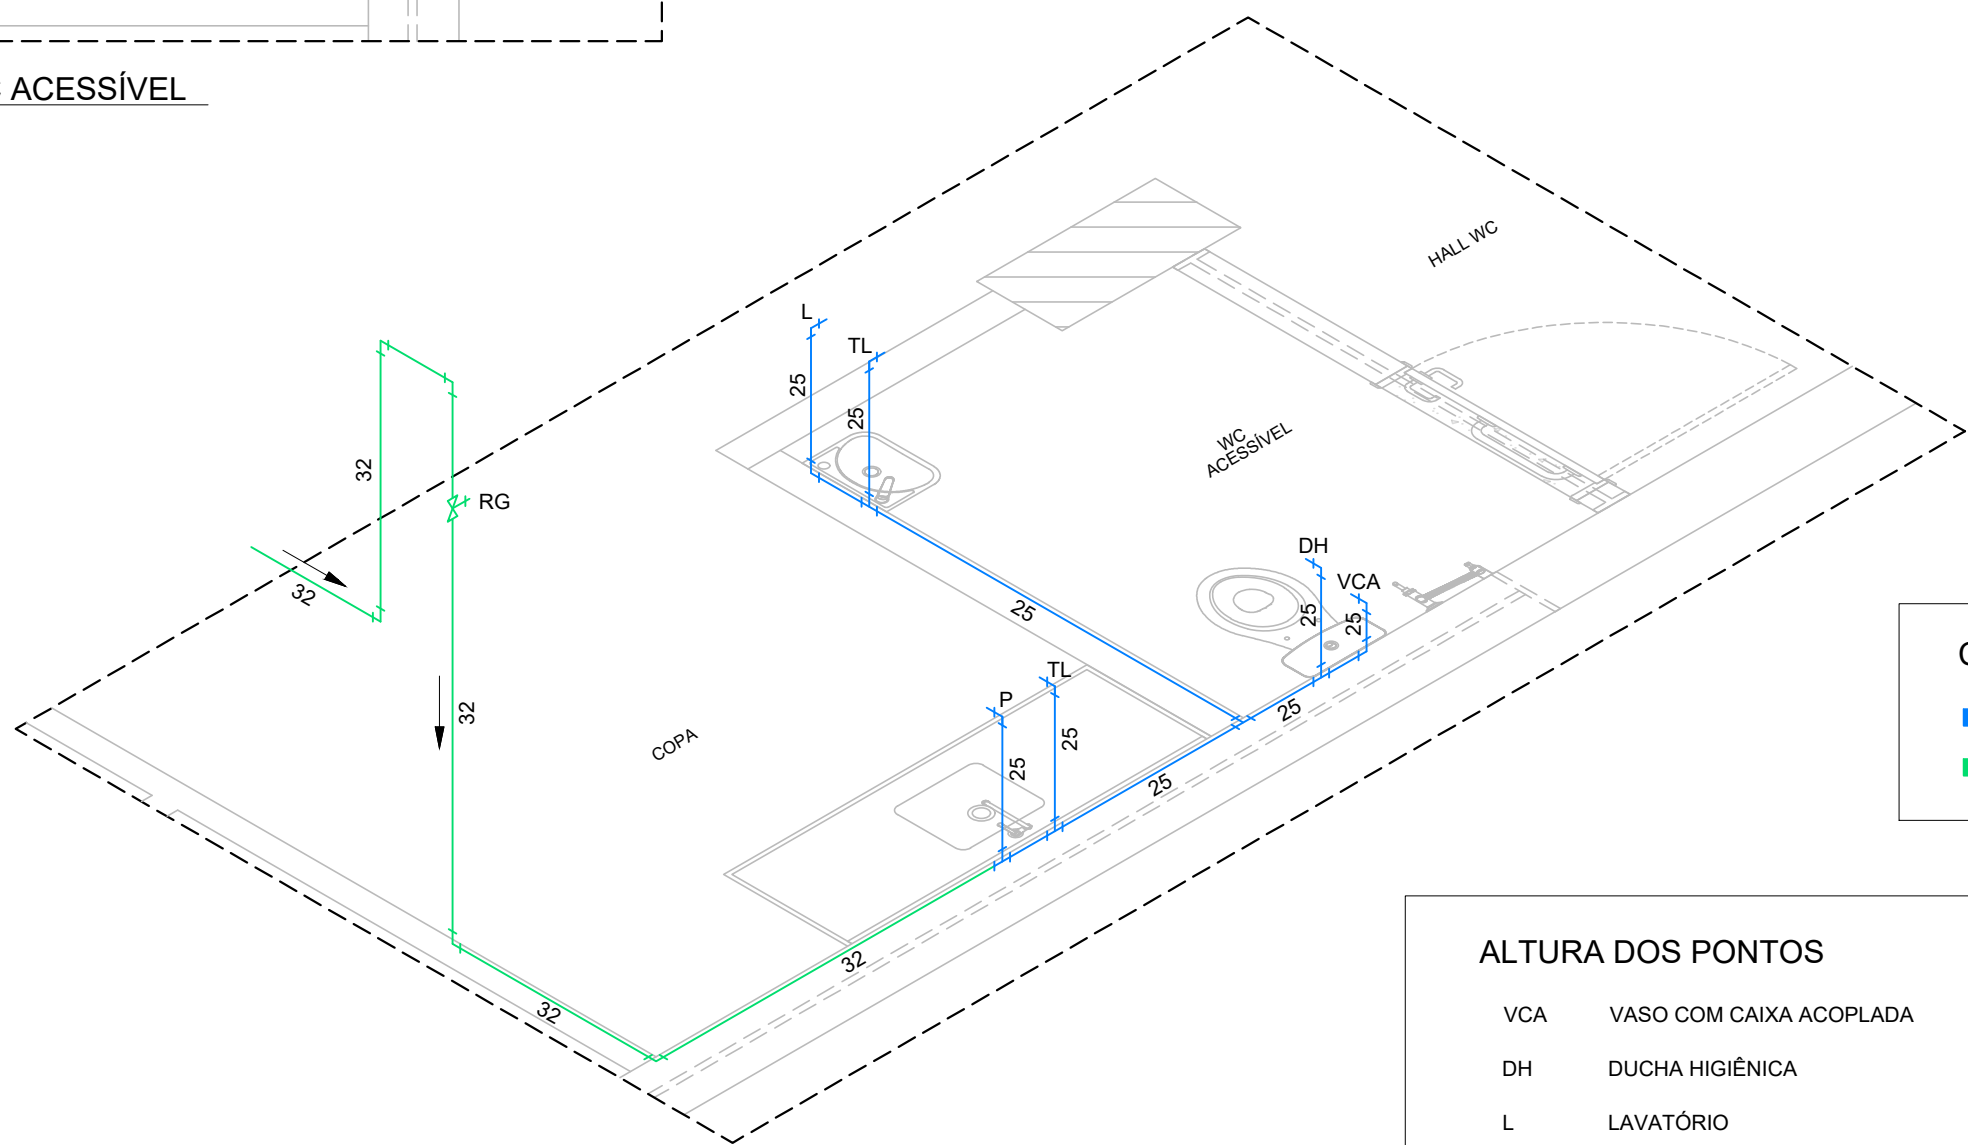 ACESSÍVEL
HALL WC
L
TL
25
25
WC
ACESSÍVEL
32
RG
DH
VCA
32
25
25
25
TL
P
32
25
25
COPA
25
25
32
32
ALTURA DOS PONTOS
VCA VASO COM CAIXA ACOPLADA
DH DUCHA HIGIÊNICA
L LAVATÓRIO